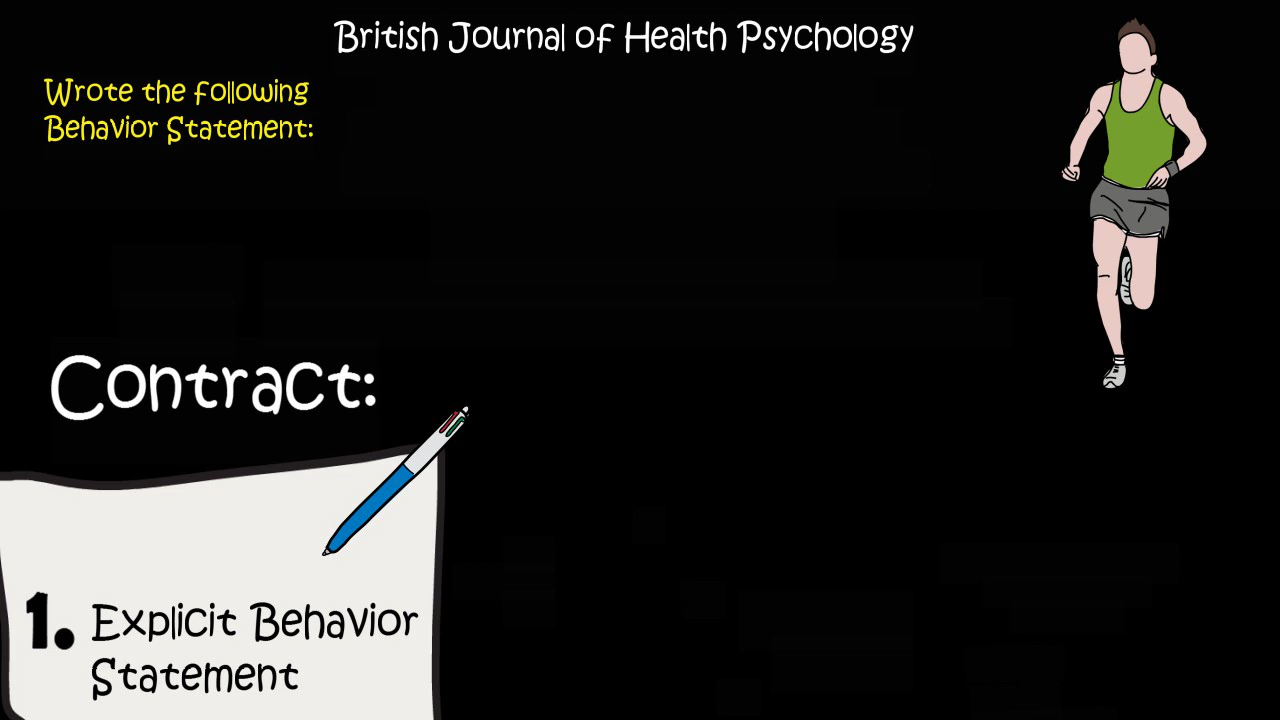 British Journal of Health Psychology
Wrote the following
Behavior Statement:
Contract:
1. Explicit Behavior
Statement